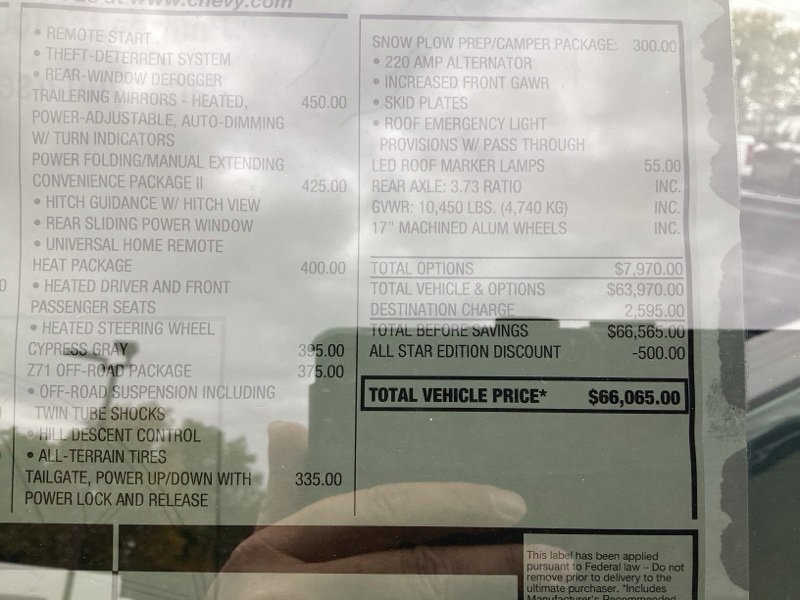 www.chevy.com
• REMOTE START
• THEFT-DETERRENT SYSTEM
• REAR-WINDOW DEFOGGER
TRAILERING MIRRORS - HEATED, 450.00
POWER-ADJUSTABLE, AUTO-DIMMING
W/ TURN INDICATORS
POWER FOLDING/MANUAL EXTENDING
CONVENIENCE PACKAGE II 425.00
• HITCH GUIDANCE W/ HITCH VIEW
• REAR SLIDING POWER WINDOW
• UNIVERSAL HOME REMOTE
HEAT PACKAGE 400.00
• HEATED DRIVER AND FRONT
PASSENGER SEATS
• HEATED STEERING WHEEL
CYPRESS GRAY 395.00
Z71 OFF-ROAD PACKAGE 375.00
• OFF-ROAD SUSPENSION INCLUDING
TWIN TUBE SHOCKS
• HILL DESCENT CONTROL
• ALL-TERRAIN TIRES
TAILGATE, POWER UP/DOWN WITH 335.00
POWER LOCK AND RELEASE
SNOW PLOW PREP/CAMPER PACKAGE: 300.00
• 220 AMP ALTERNATOR
• INCREASED FRONT GAWR
• SKID PLATES
• ROOF EMERGENCY LIGHT
PROVISIONS W/ PASS THROUGH
LED ROOF MARKER LAMPS 55.00
REAR AXLE: 3.73 RATIO INC.
GVWR: 10,450 LBS. (4,740 KG) INC.
17" MACHINED ALUM WHEELS INC.
TOTAL OPTIONS $7,970.00
TOTAL VEHICLE & OPTIONS $63,970.00
DESTINATION CHARGE 2,595.00
TOTAL BEFORE SAVINGS $66,565.00
ALL STAR EDITION DISCOUNT -500.00
TOTAL VEHICLE PRICE* $66,065.00
This label has been applied
pursuant to Federal law - Do not
remove prior to delivery to the
ultimate purchaser. *Includes
Manufacturer's Recommended